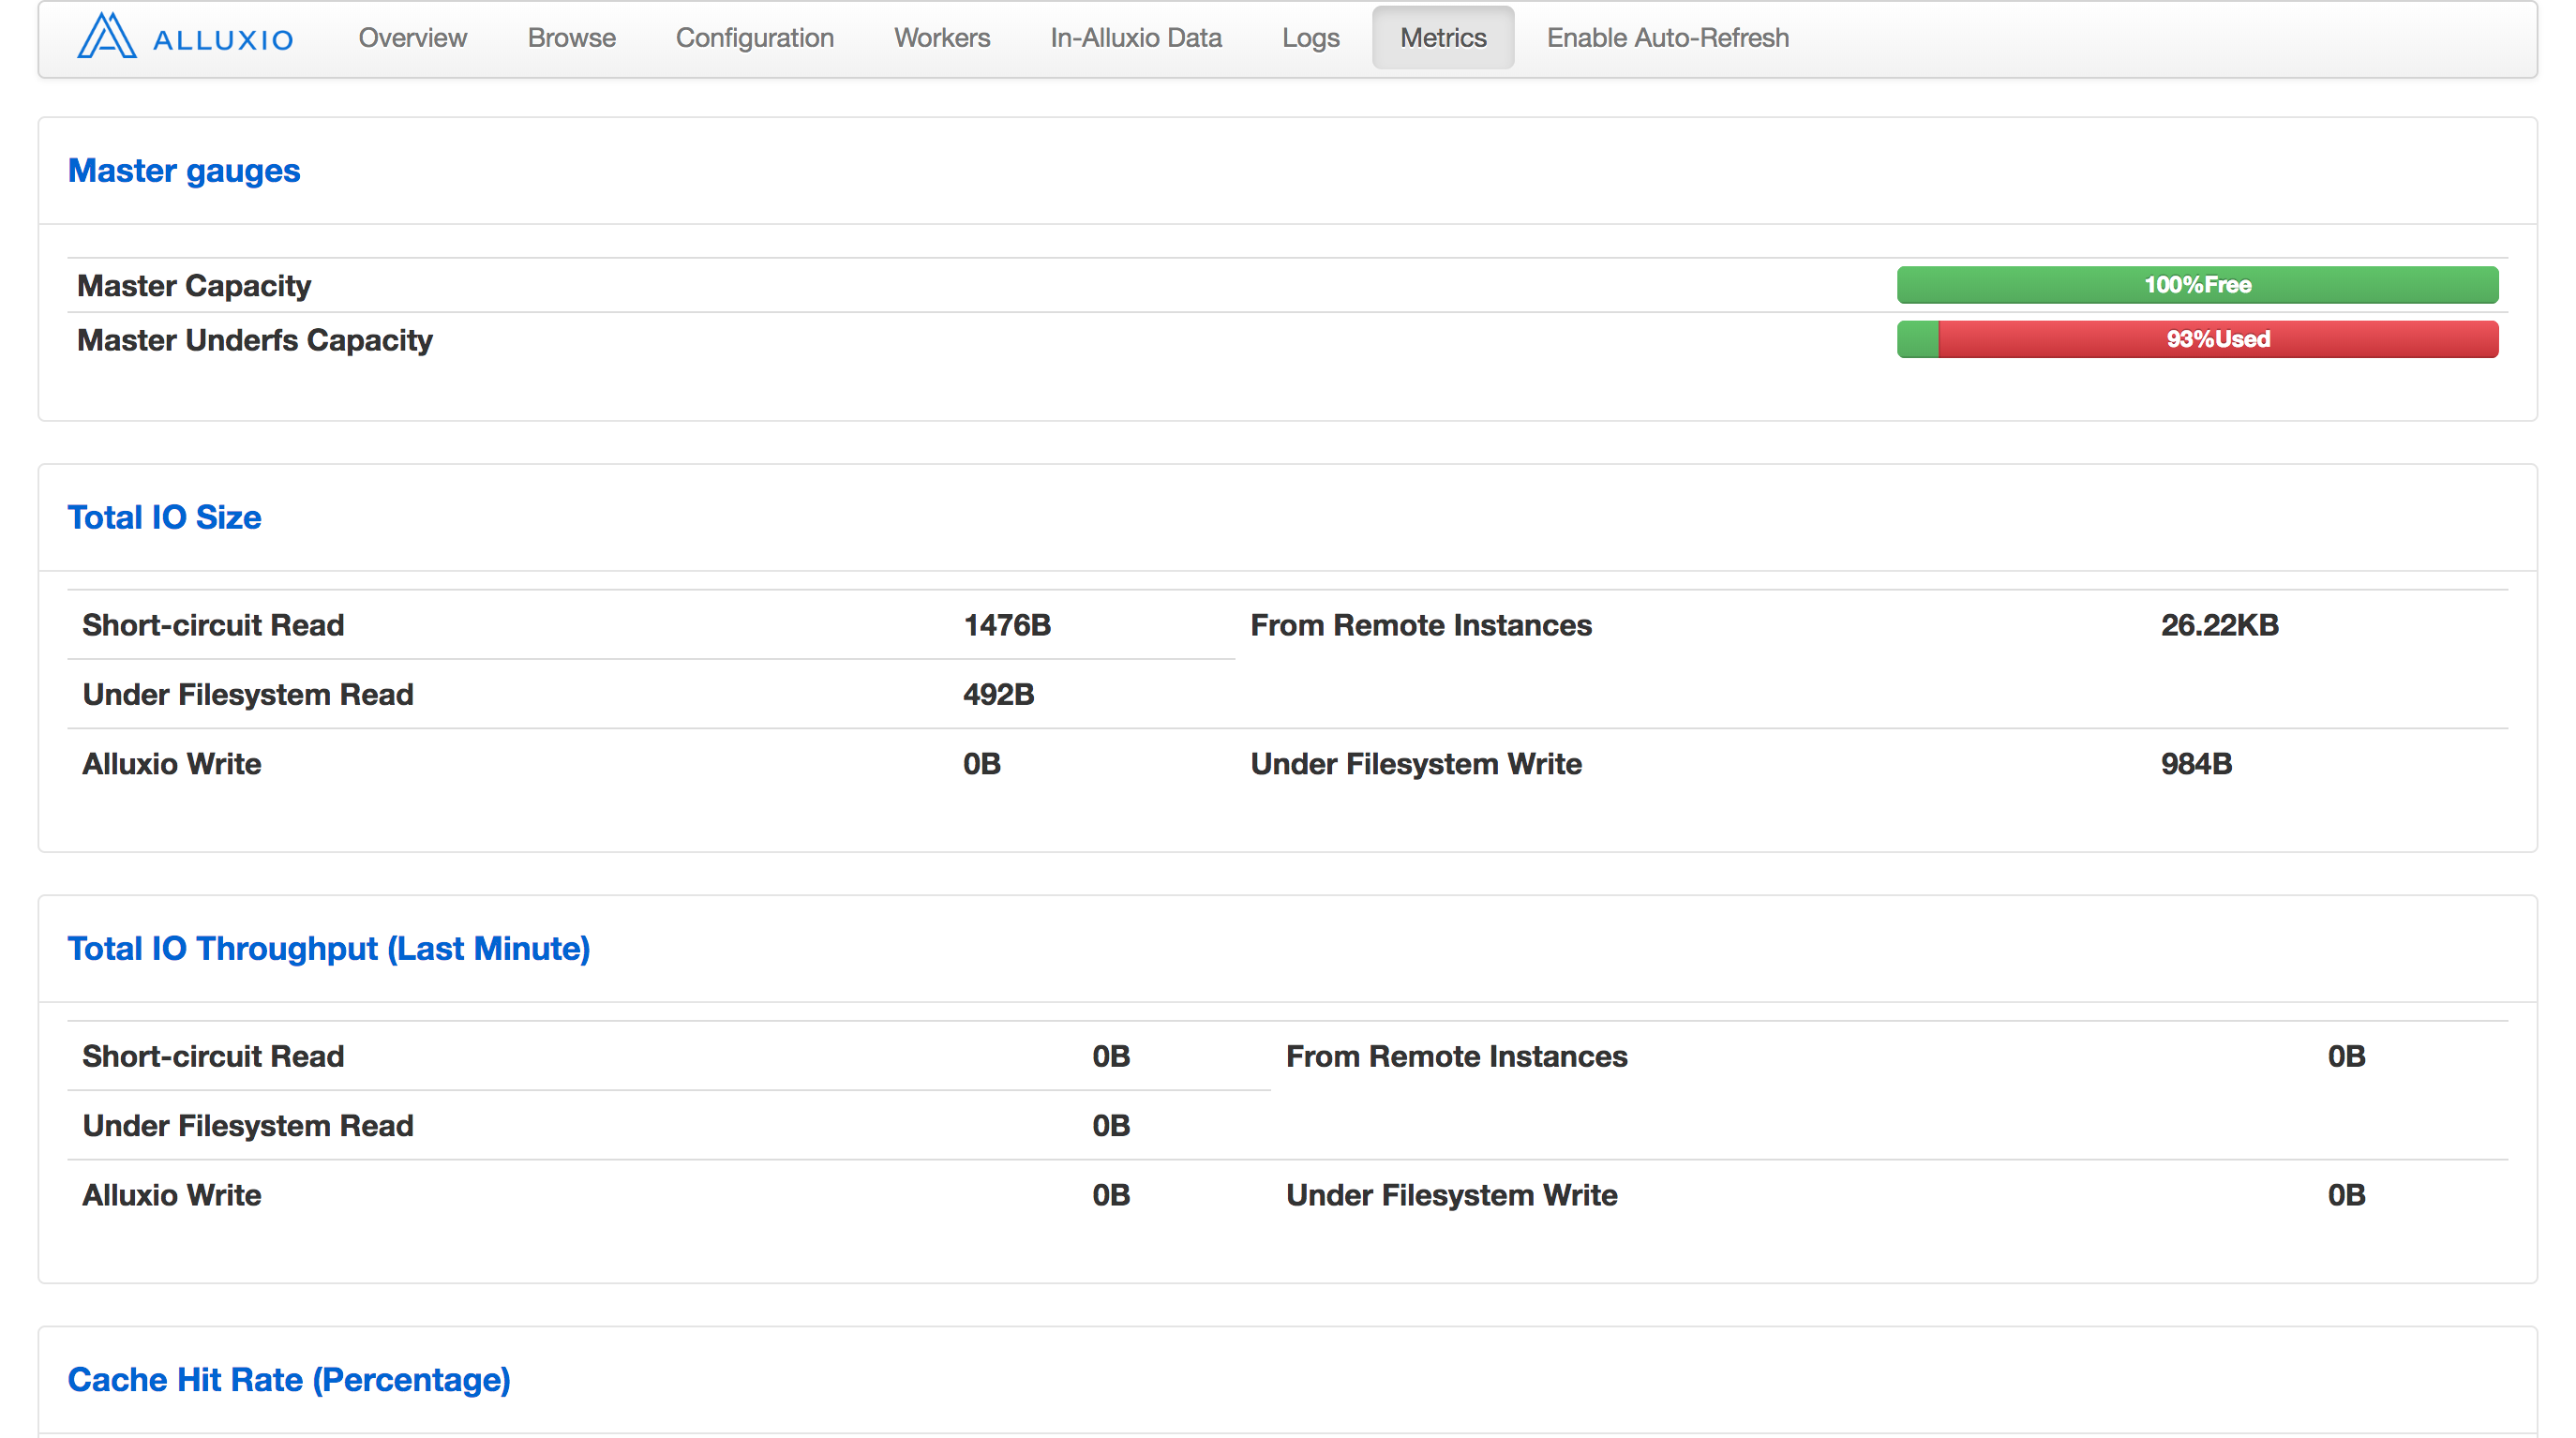 ALLUXIO Overview Browse Configuration Workers In-Alluxio Data Logs Metrics Enable Auto-Refresh
Master gauges
Master Capacity 100%Free
Master Underfs Capacity 93%Used
Total IO Size
Short-circuit Read 1476B From Remote Instances 26.22KB
Under Filesystem Read 492B
Alluxio Write 0B Under Filesystem Write 984B
Total IO Throughput (Last Minute)
Short-circuit Read 0B From Remote Instances 0B
Under Filesystem Read 0B
Alluxio Write 0B Under Filesystem Write 0B
Cache Hit Rate (Percentage)